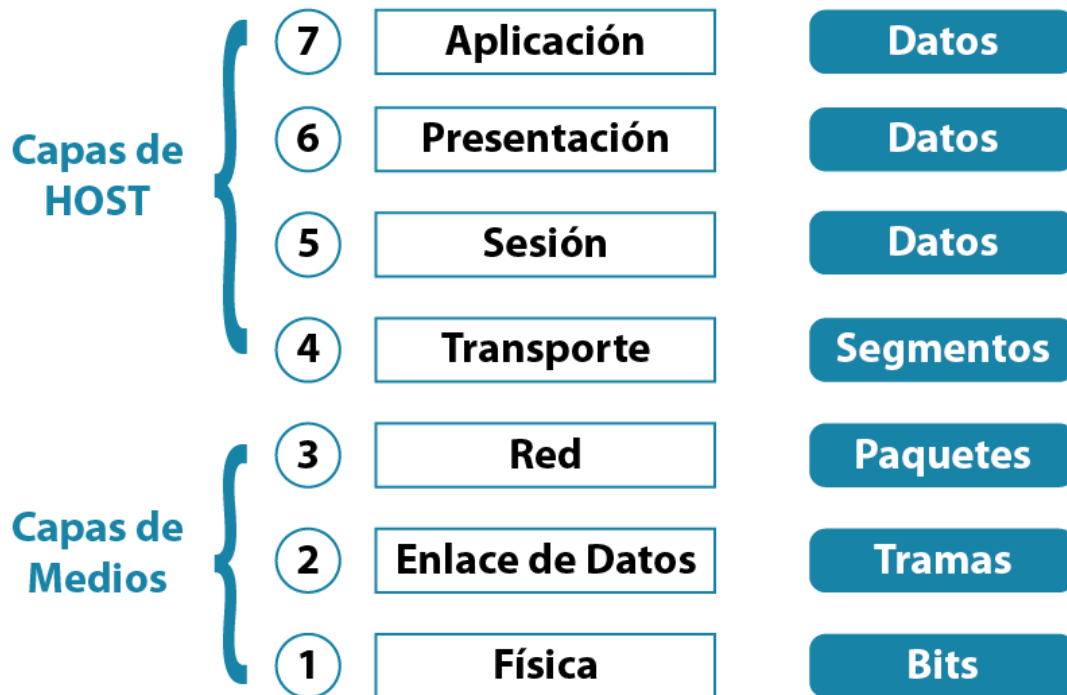 7 Aplicación Datos
6 Presentación Datos
Capas de
HOST
5 Sesión Datos
4 Transporte Segmentos
3 Red Paquetes
Capas de
Medios
2 Enlace de Datos Tramas
1 Física Bits